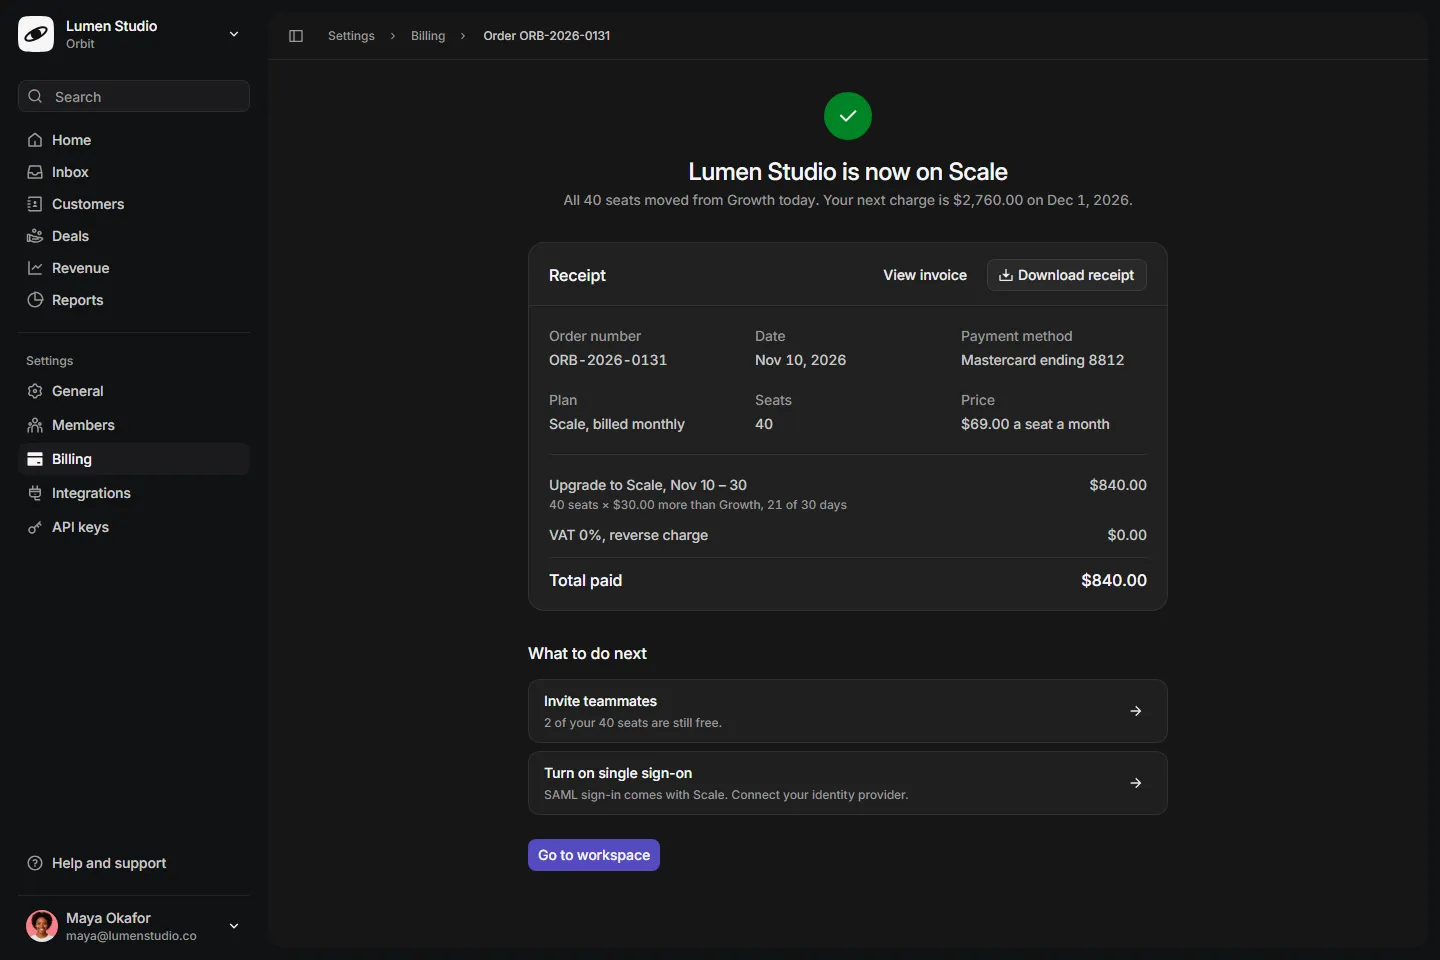 Lumen Studio
Orbit
Search
Home
Inbox
Customers
Deals
Revenue
Reports
Settings
General
Members
Billing
Integrations
API keys
Help and support
Maya Okafor
maya@lumenstudio.co
Settings
Billing
Order ORB-2026-0131
Lumen Studio is now on Scale
All 40 seats moved from Growth today. Your next charge is $2,760.00 on Dec 1, 2026.
Receipt
View invoice
Download receipt
Order number
Date
Payment method
ORB-2026-0131
Nov 10, 2026
Mastercard ending 8812
Plan
Seats
Price
Scale, billed monthly
40
$69.00 a seat a month
Upgrade to Scale, Nov 10 – 30
$840.00
40 seats × $30.00 more than Growth, 21 of 30 days
VAT 0%, reverse charge
$0.00
Total paid
$840.00
What to do next
Invite teammates
2 of your 40 seats are still free.
Turn on single sign-on
SAML sign-in comes with Scale. Connect your identity provider.
Go to workspace